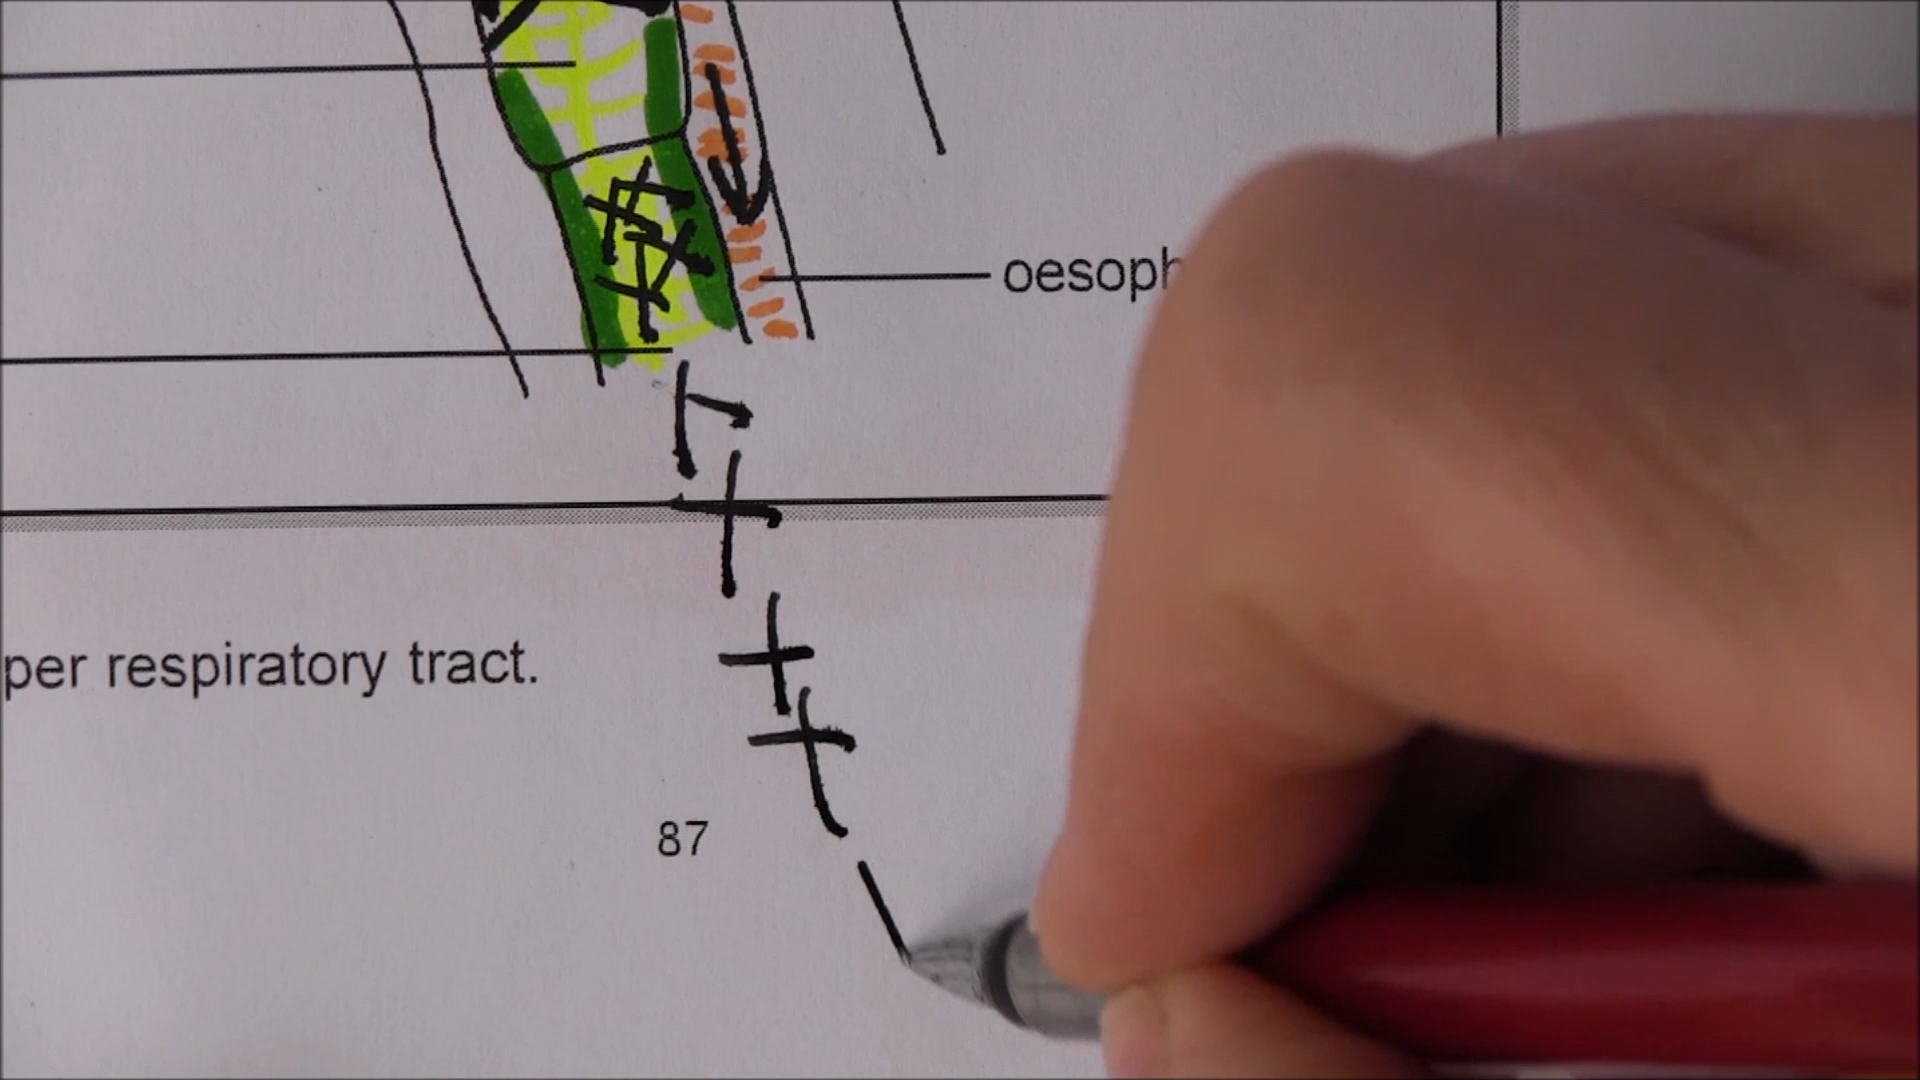 oesoph
per respiratory tract.
87